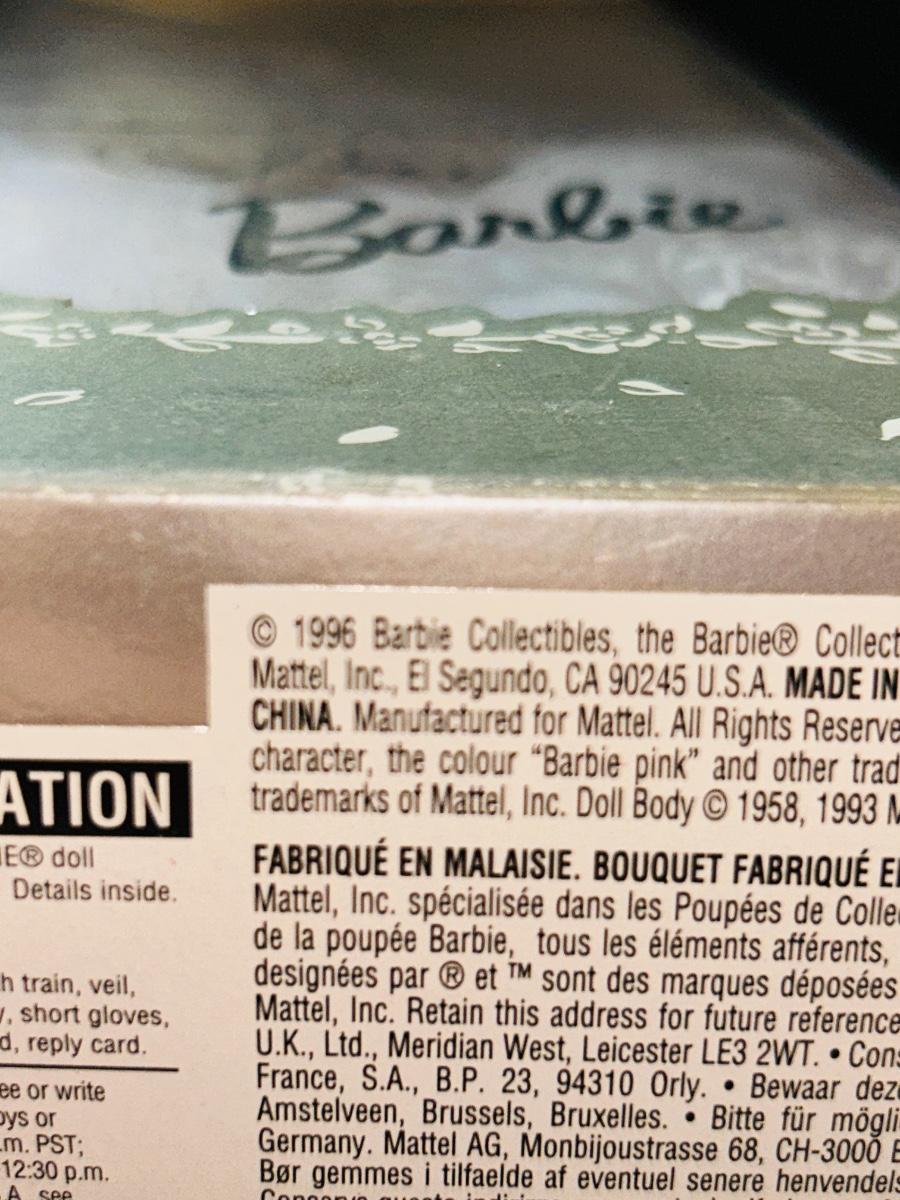 Barbie
© 1996 Barbie Collectibles, the Barbie® Collect
Mattel, Inc., El Segundo, CA 90245 U.S.A. MADE IN
CHINA. Manufactured for Mattel. All Rights Reserve
character, the colour “Barbie pink” and other trad
trademarks of Mattel, Inc. Doll Body © 1958, 1993 M
FABRIQUÉ EN MALAISIE. BOUQUET FABRIQUÉ E
Mattel, Inc. spécialisée dans les Poupées de Colle
de la poupée Barbie, tous les éléments afférents,
designées par ® et ™ sont des marques déposées
Mattel, Inc. Retain this address for future reference
U.K., Ltd., Meridian West, Leicester LE3 2WT. • Cons
France, S.A., B.P. 23, 94310 Orly. • Bewaar deze
Amstelveen, Brussels, Bruxelles. • Bitte für mögli
Germany. Mattel AG, Monbijoustrasse 68, CH-3000 B
Bør gemmes i tilfaelde af eventuel senere henvendels
ATION
IE® doll
Details inside.
h train, veil,
y, short gloves,
d, reply card.
ee or write
oys or
.m. PST;
12:30 p.m.
A see